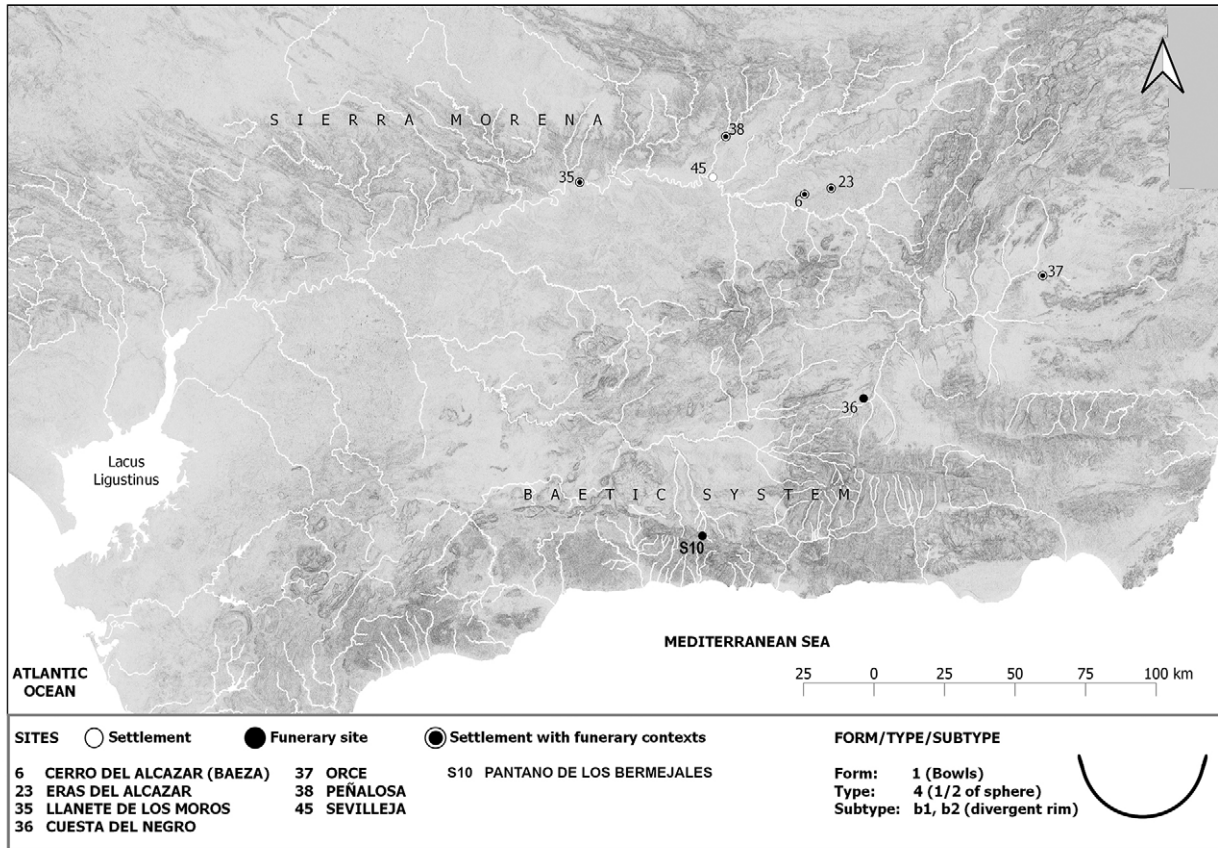 SIERRA MORENA
38
45
35
23
6
37
36
Lacus
Ligustinus
BAETIC SYSTEM
S10
MEDITERRANEAN SEA
ATLANTIC
OCEAN
25 0 25 50 75 100 km
SITES Settlement Funerary site Settlement with funerary contexts
6 CERRO DEL ALCAZAR (BAEZA)
23 ERAS DEL ALCAZAR
35 LLANETE DE LOS MOROS
36 CUESTA DEL NEGRO
37 ORCE
38 PEÑALOSA
45 SEVILLEJA
S10 PANTANO DE LOS BERMEJALES
FORM/TYPE/SUBTYPE
Form: 1 (Bowls)
Type: 4 (1/2 of sphere)
Subtype: b1, b2 (divergent rim)